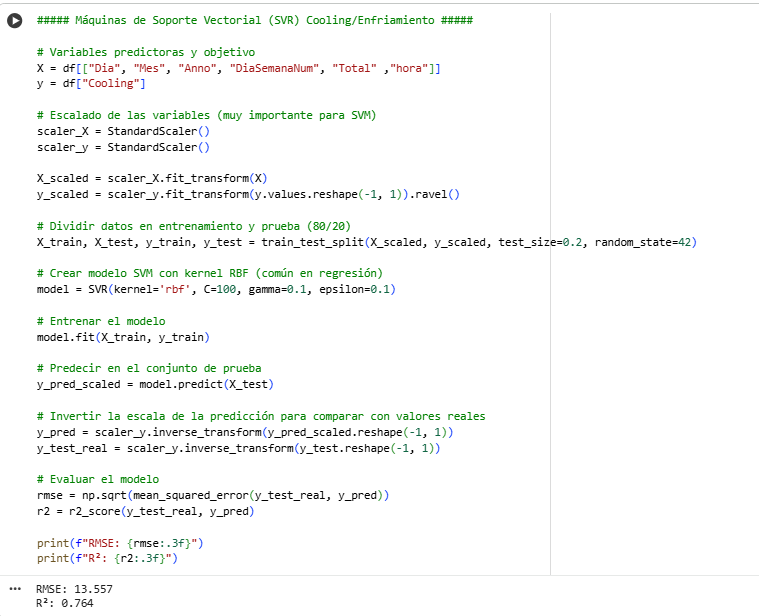 ##### Máquinas de Soporte Vectorial (SVR) Cooling/Enfriamiento #####
# Variables predictoras y objetivo
X = df[["Dia", "Mes", "Anno", "DiaSemanaNum", "Total" ,"hora"]]
y = df["Cooling"]
# Escalado de las variables (muy importante para SVM)
scaler_X = StandardScaler()
scaler_y = StandardScaler()
X_scaled = scaler_X.fit_transform(X)
y_scaled = scaler_y.fit_transform(y.values.reshape(-1, 1)).ravel()
# Dividir datos en entrenamiento y prueba (80/20)
X_train, X_test, y_train, y_test = train_test_split(X_scaled, y_scaled, test_size=0.2, random_state=42)
# Crear modelo SVM con kernel RBF (común en regresión)
model = SVR(kernel='rbf', C=100, gamma=0.1, epsilon=0.1)
# Entrenar el modelo
model.fit(X_train, y_train)
# Predecir en el conjunto de prueba
y_pred_scaled = model.predict(X_test)
# Invertir la escala de la predicción para comparar con valores reales
y_pred = scaler_y.inverse_transform(y_pred_scaled.reshape(-1, 1))
y_test_real = scaler_y.inverse_transform(y_test.reshape(-1, 1))
# Evaluar el modelo
rmse = np.sqrt(mean_squared_error(y_test_real, y_pred))
r2 = r2_score(y_test_real, y_pred)
print(f"RMSE: {rmse:.3f}")
print(f"R²: {r2:.3f}")
RMSE: 13.557
R²: 0.764